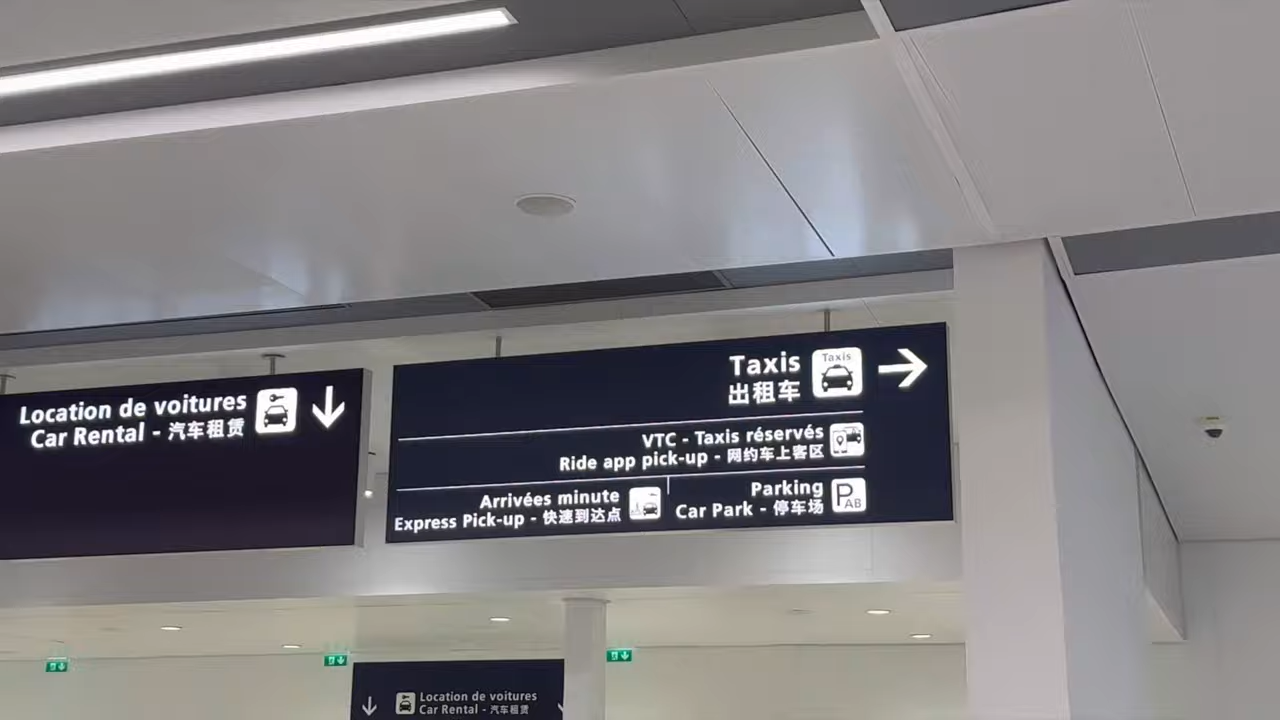 Location de voitures
Car Rental - 汽车租赁
Taxis
Taxis
出租车
VTC - Taxis réservés
Ride app pick-up - 网约车上客区
Arrivées minute
Express Pick-up - 快速到达点
Parking
Car Park - 停车场
P AB
Location de voitures
Car Rental - 汽车租赁